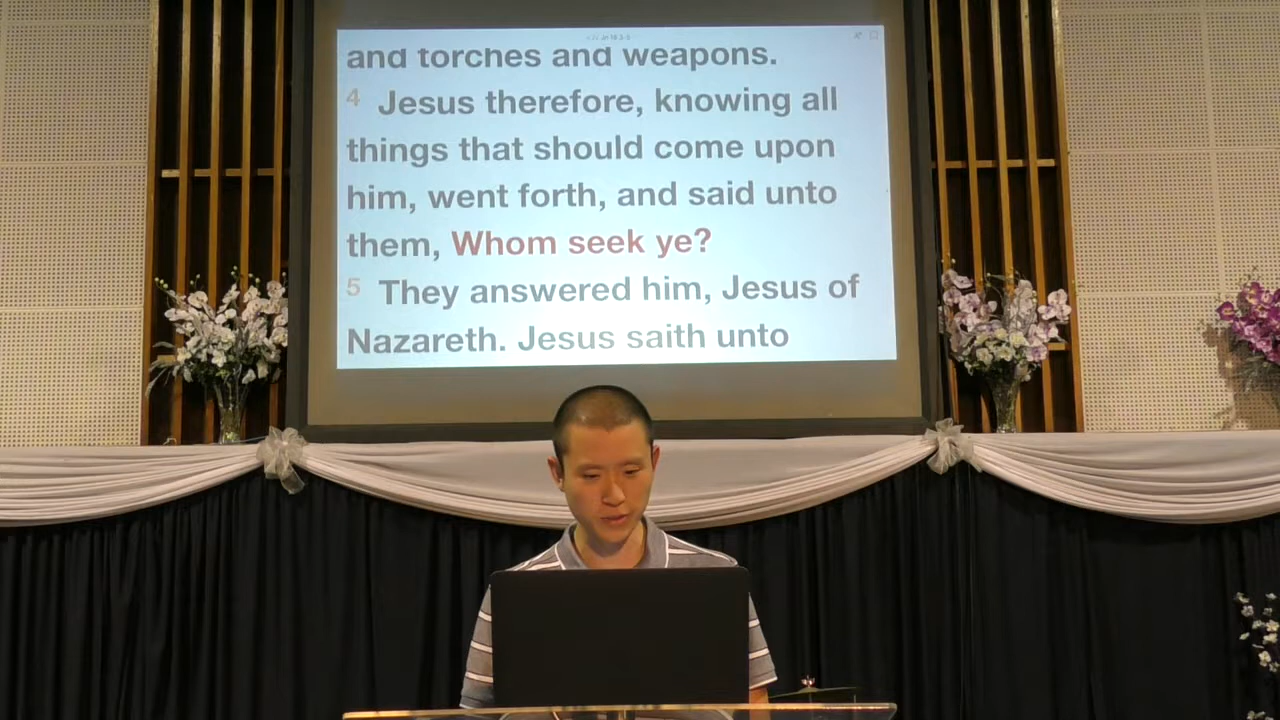 and torches and weapons.
4 Jesus therefore, knowing all
things that should come upon
him, went forth, and said unto
them, Whom seek ye?
5 They answered him, Jesus of
Nazareth. Jesus saith unto